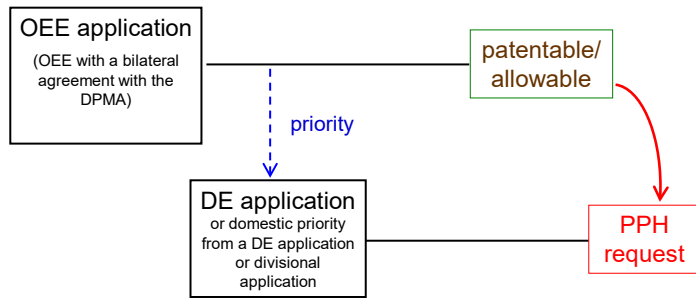 OEE application
(OEE with a bilateral
agreement with the
DPMA)
patentable/
allowable
priority
DE application
or domestic priority
from a DE application
or divisional
application
PPH
request